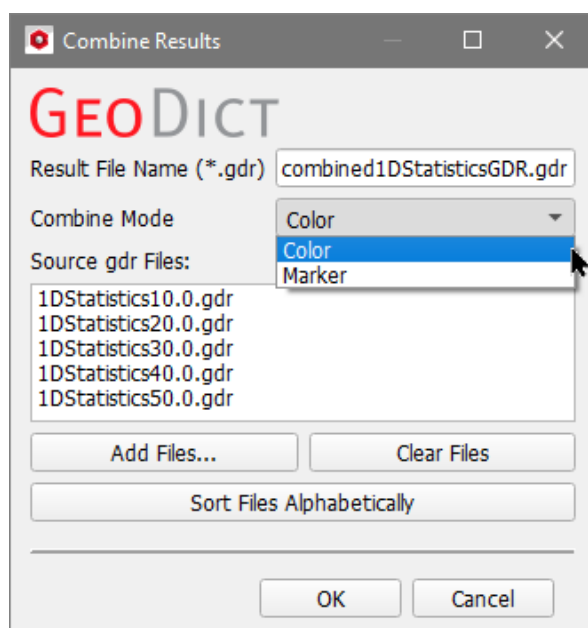 Combine Results
GEODICT
Result File Name (*.gdr) combined1DStatisticsGDR.gdr
Combine Mode Color
Color
Source gdr Files:
Marker
1DStatistics10.0.gdr
1DStatistics20.0.gdr
1DStatistics30.0.gdr
1DStatistics40.0.gdr
1DStatistics50.0.gdr
Add Files... Clear Files
Sort Files Alphabetically
OK Cancel